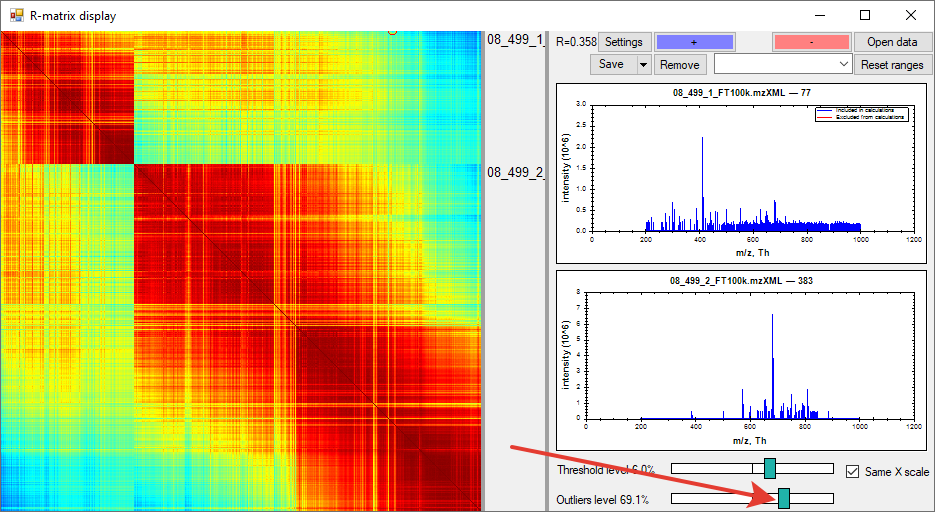 R-matrix display
08_499_1_
08_499_2_
R=0.358 Settings + - Open data
Save Remove Reset ranges
08_499_1_FT100k.mzXML — 77
Included in calculations
Excluded from calculations
intensity (10^6)
3.0
2.5
2.0
1.5
1.0
0.5
0.0
0 200 400 600 800 1000 1200
m/z, Th
08_499_2_FT100k.mzXML — 383
intensity (10^6)
8
7
6
5
4
3
2
1
0
0 200 400 600 800 1000 1200
m/z, Th
Threshold level 6.0% Same X scale
Outliers level 69.1%